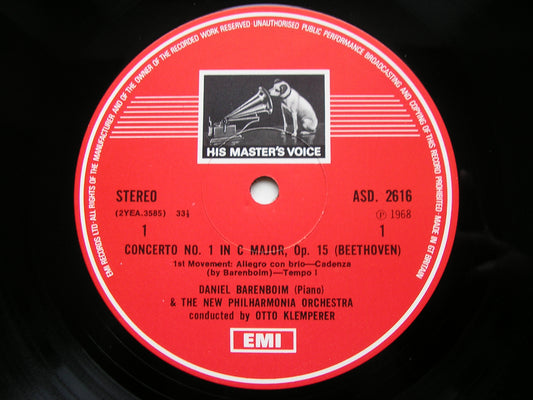 EMI RECORDS LTD·ALL RIGHTS OF THE MANUFACTURER AND OF THE OWNER OF THE RECORDED WORK RESERVED UNAUTHORISED PUBLIC PERFORMANCE BROADCASTING AND COPYING OF THIS RECORD PROHIBITED·MADE IN GT BRITAIN
HIS MASTER'S VOICE
STEREO ASD. 2616
(2YEA.3585) 33⅓ ℗ 1968
1 1
CONCERTO NO. 1 IN C MAJOR, Op. 15 (BEETHOVEN)
1st Movement: Allegro con brio—Cadenza
(by Barenboim)—Tempo I
DANIEL BARENBOIM (Piano)
& THE NEW PHILHARMONIA ORCHESTRA
conducted by OTTO KLEMPERER
EMI